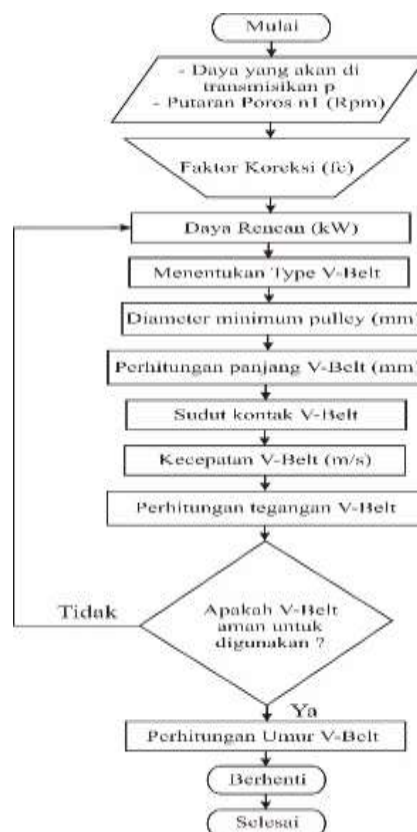 Mulai
- Daya yang akan di
transmisikan p
- Putaran Poros n1 (Rpm)
Faktor Koreksi (fc)
Daya Rencan (kW)
Menentukan Type V-Belt
Diameter minimum pulley (mm)
Perhitungan panjang V-Belt (mm)
Sudut kontak V-Belt
Kecepatan V-Belt (m/s)
Perhitungan tegangan V-Belt
Tidak
Apakah V-Belt
aman untuk
digunakan ?
Ya
Perhitungan Umur V-Belt
Berhenti
Selesai